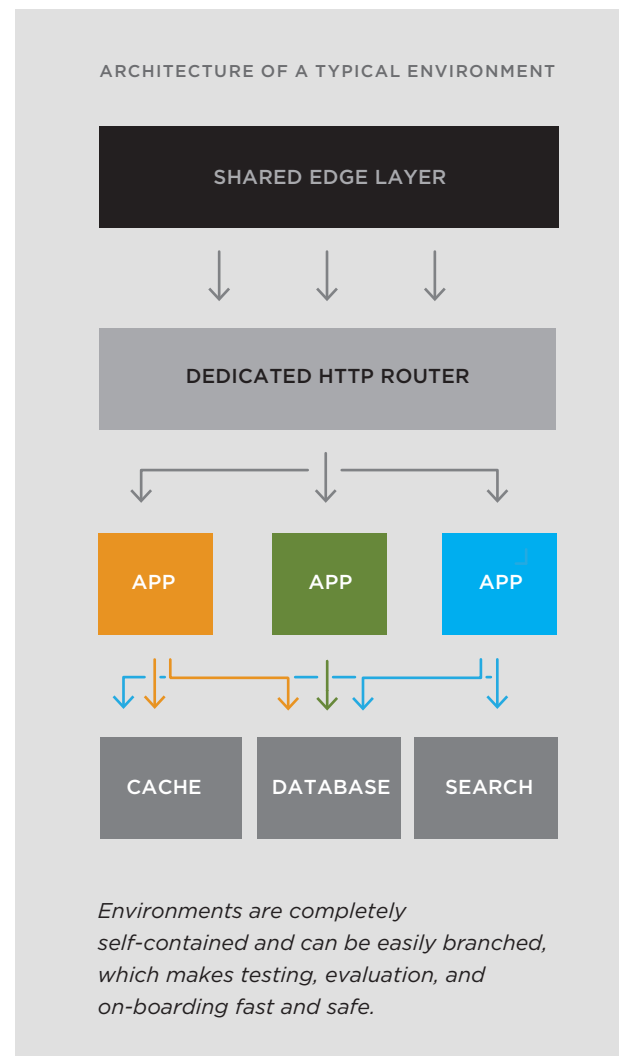 ARCHITECTURE OF A TYPICAL ENVIRONMENT
SHARED EDGE LAYER
DEDICATED HTTP ROUTER
APP
APP
APP
CACHE
DATABASE
SEARCH
Environments are completely
self-contained and can be easily branched,
which makes testing, evaluation, and
on-boarding fast and safe.